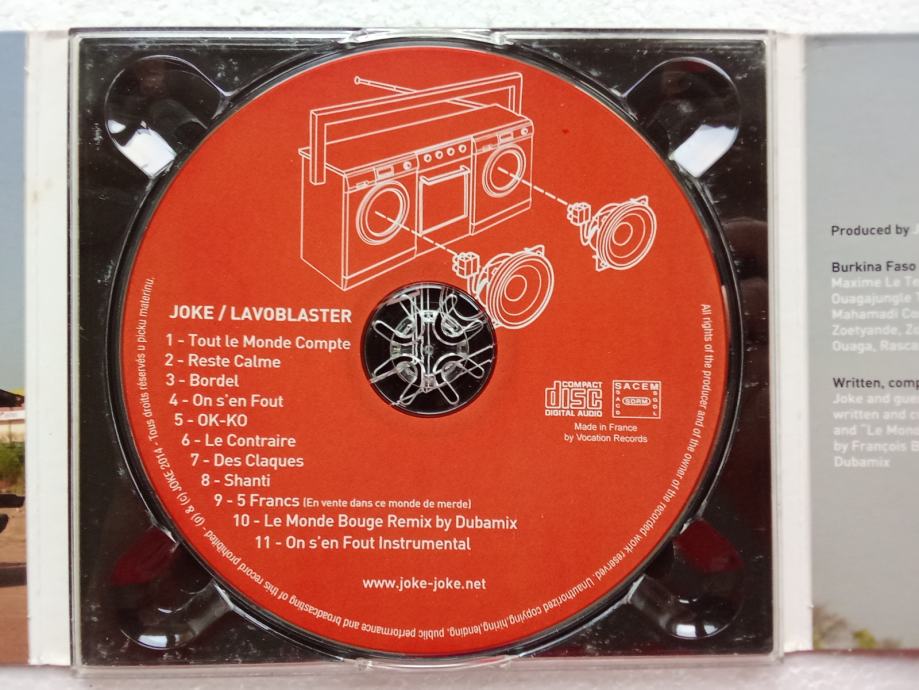 JOKE / LAVOBLASTER
1 - Tout le Monde Compte
2 - Reste Calme
3 - Bordel
4 - On s'en Fout
5 - OK-KO
6 - Le Contraire
7 - Des Claques
8 - Shanti
9 - 5 Francs (En vente dans ce monde de merde)
10 - Le Monde Bouge Remix by Dubamix
11 - On s'en Fout Instrumental
www.joke-joke.net
COMPACT
disc
DIGITAL AUDIO
SACEM
SDRM
Made in France
by Vocation Records
All rights of the producer and of the owner of the recorded work reserved. Unauthorized copying, hiring, lending, public performance and broadcasting of this record prohibited - (p) & (c) JOKE 2014 - Tous droits réservés u picku materinu.
Produced by
Burkina Faso
Maxime Le
Ouagajungle
Mahamadi
Zoetyande,
Ouaga,
Written,
Joke and
written and
and "Le
by François
Dubamix